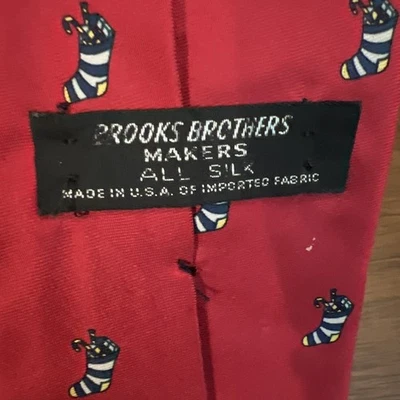 BROOKS BROTHERS
MAKERS
ALL SILK
MADE IN U.S.A. OF IMPORTED FABRIC